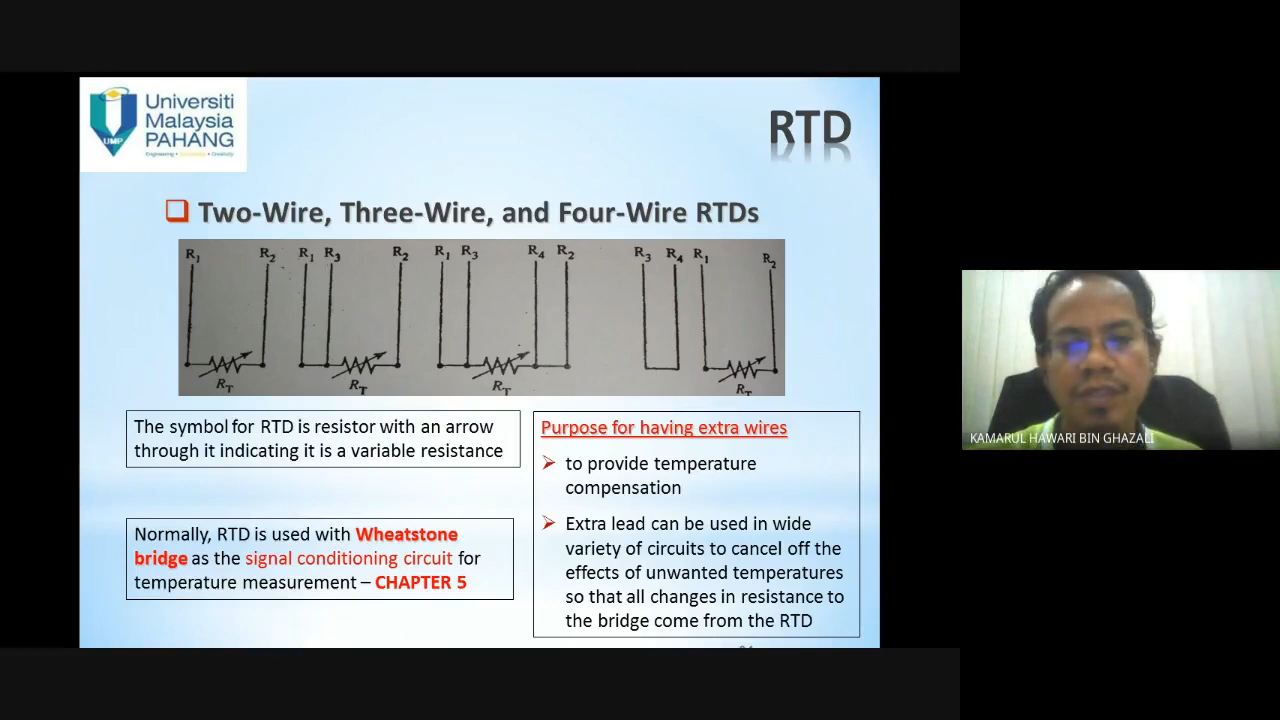 Universiti
Malaysia
PAHANG
UMP
Engineering • Technology • Creativity
RTD
Two-Wire, Three-Wire, and Four-Wire RTDs
R1 R2 R1 R3 R2 R1 R3 R4 R2 R3 R4 R1 R2
RT RT RT RT
The symbol for RTD is resistor with an arrow
through it indicating it is a variable resistance
Normally, RTD is used with Wheatstone
bridge as the signal conditioning circuit for
temperature measurement – CHAPTER 5
Purpose for having extra wires
to provide temperature
compensation
Extra lead can be used in wide
variety of circuits to cancel off the
effects of unwanted temperatures
so that all changes in resistance to
the bridge come from the RTD
KAMARUL HAWARI BIN GHAZALI